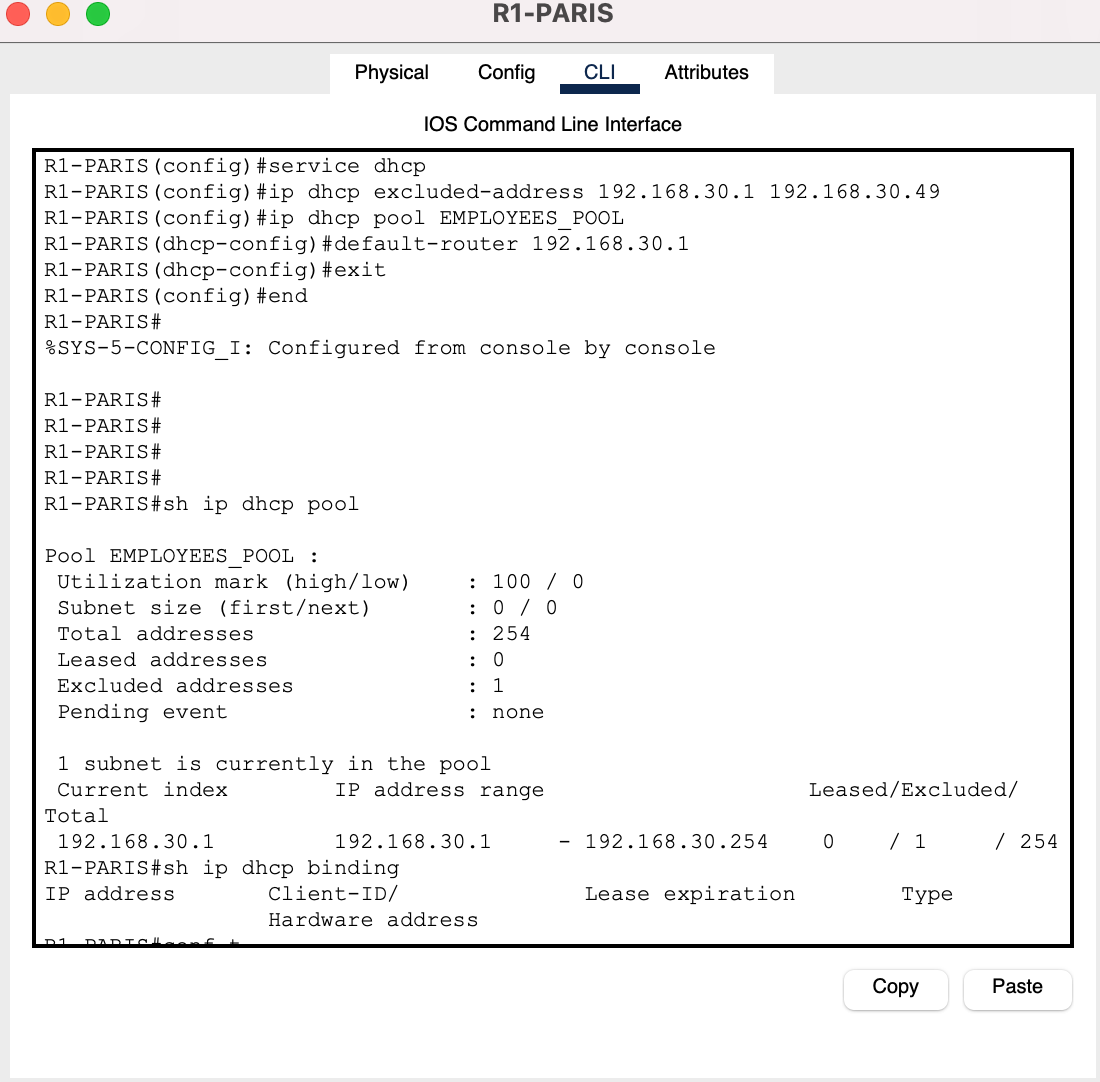 R1-PARIS
Physical Config CLI Attributes
IOS Command Line Interface
R1-PARIS(config)#service dhcp
R1-PARIS(config)#ip dhcp excluded-address 192.168.30.1 192.168.30.49
R1-PARIS(config)#ip dhcp pool EMPLOYEES_POOL
R1-PARIS(dhcp-config)#default-router 192.168.30.1
R1-PARIS(dhcp-config)#exit
R1-PARIS(config)#end
R1-PARIS#
%SYS-5-CONFIG_I: Configured from console by console
R1-PARIS#
R1-PARIS#
R1-PARIS#
R1-PARIS#
R1-PARIS#sh ip dhcp pool
Pool EMPLOYEES_POOL :
Utilization mark (high/low) : 100 / 0
Subnet size (first/next) : 0 / 0
Total addresses : 254
Leased addresses : 0
Excluded addresses : 1
Pending event : none
1 subnet is currently in the pool
Current index IP address range Leased/Excluded/
Total
192.168.30.1 192.168.30.1 - 192.168.30.254 0 / 1 / 254
R1-PARIS#sh ip dhcp binding
IP address Client-ID/ Lease expiration Type
Hardware address
R1-PARIS#conf t
Copy Paste